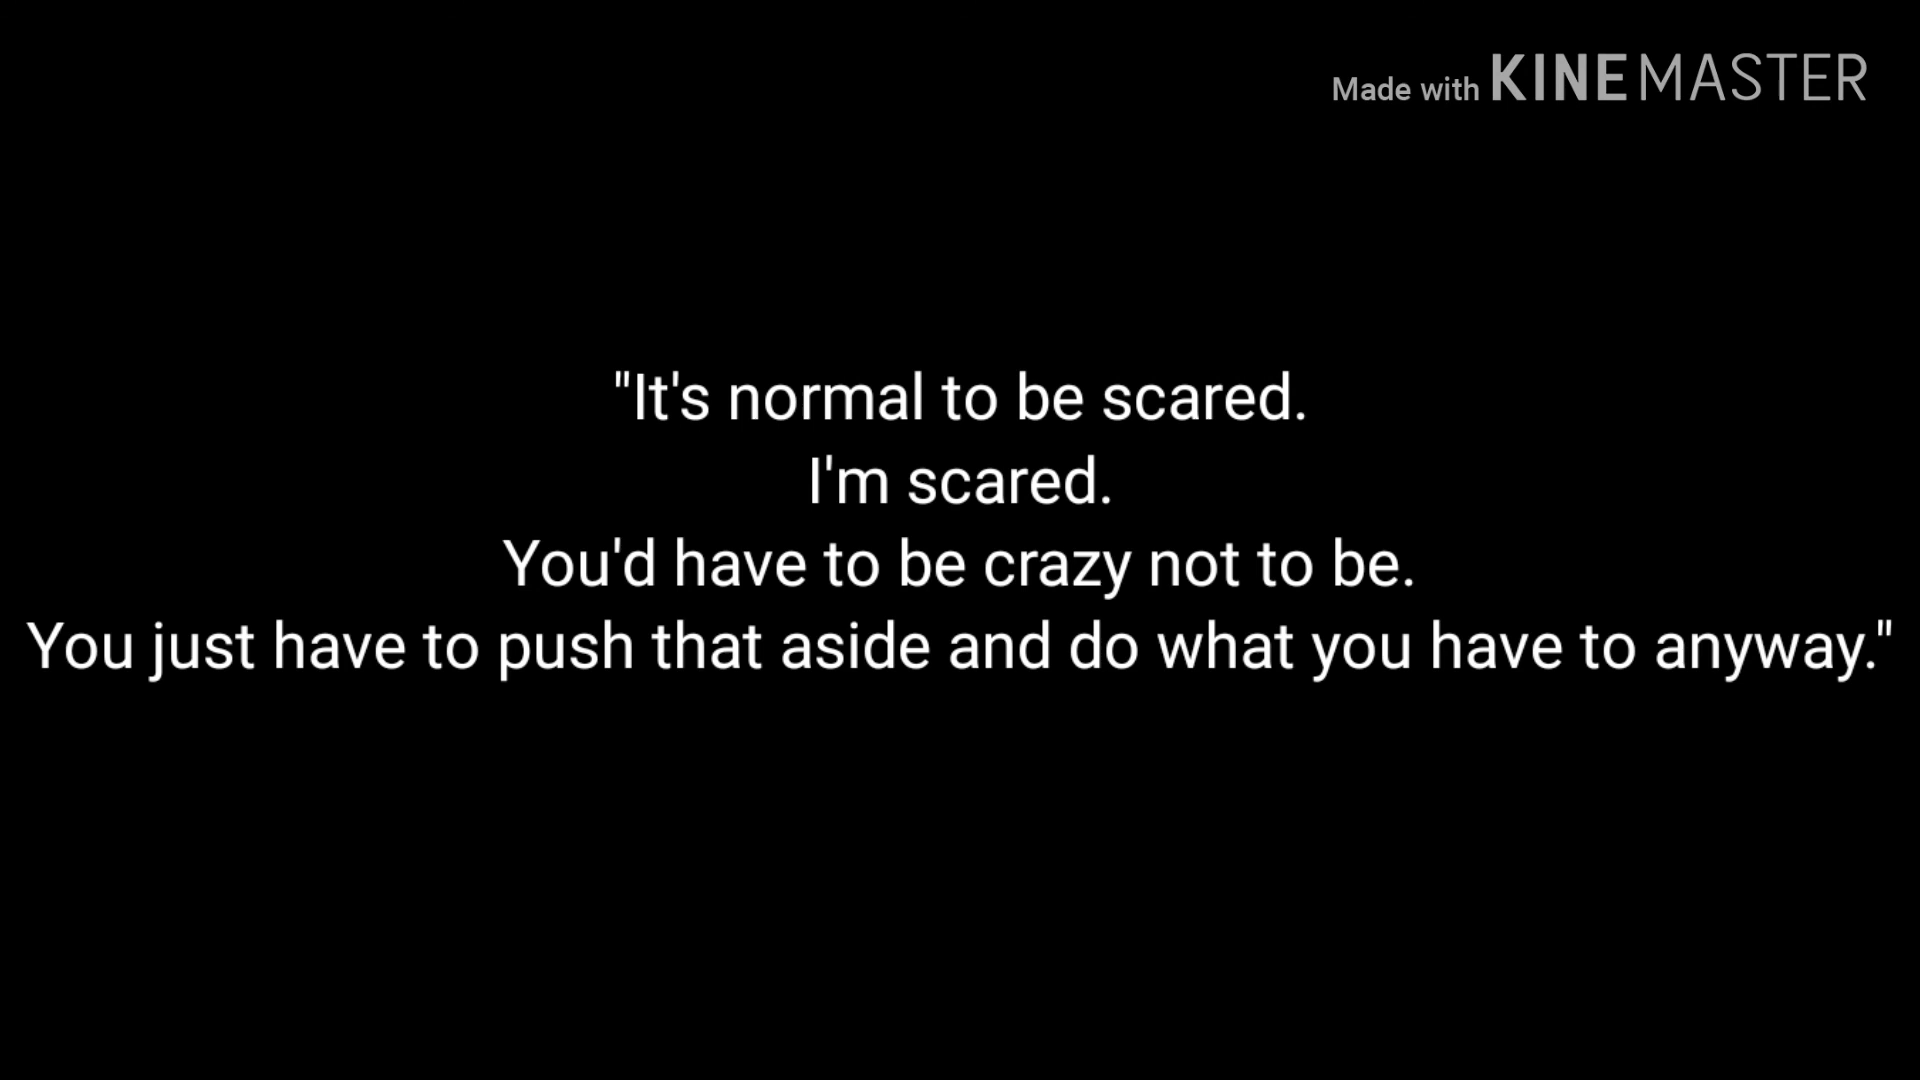 Made with KINEMASTER
"It's normal to be scared.
I'm scared.
You'd have to be crazy not to be.
You just have to push that aside and do what you have to anyway."